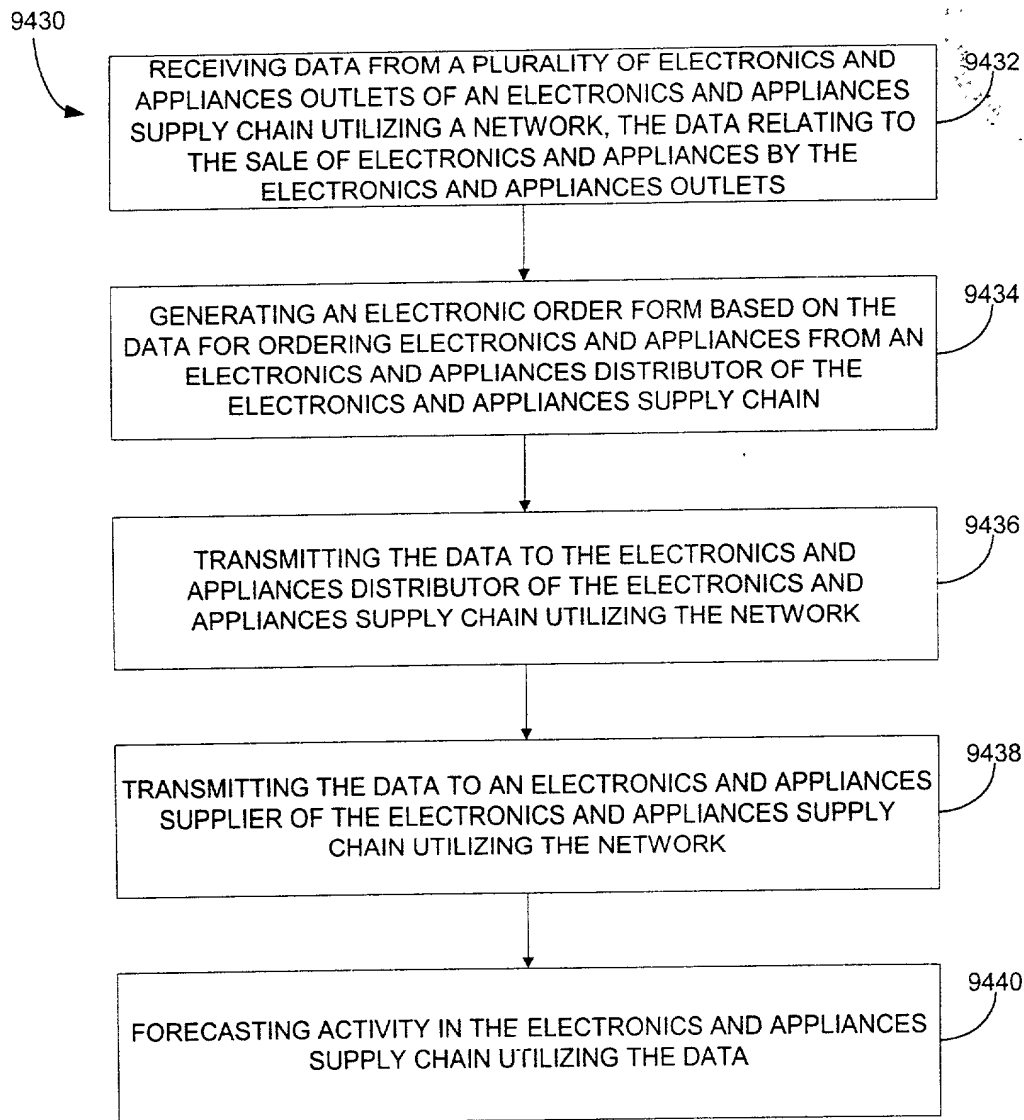 9430
RECEIVING DATA FROM A PLURALITY OF ELECTRONICS AND
APPLIANCES OUTLETS OF AN ELECTRONICS AND APPLIANCES
SUPPLY CHAIN UTILIZING A NETWORK, THE DATA RELATING TO
THE SALE OF ELECTRONICS AND APPLIANCES BY THE
ELECTRONICS AND APPLIANCES OUTLETS
9432
GENERATING AN ELECTRONIC ORDER FORM BASED ON THE
DATA FOR ORDERING ELECTRONICS AND APPLIANCES FROM AN
ELECTRONICS AND APPLIANCES DISTRIBUTOR OF THE
ELECTRONICS AND APPLIANCES SUPPLY CHAIN
9434
TRANSMITTING THE DATA TO THE ELECTRONICS AND
APPLIANCES DISTRIBUTOR OF THE ELECTRONICS AND
APPLIANCES SUPPLY CHAIN UTILIZING THE NETWORK
9436
TRANSMITTING THE DATA TO AN ELECTRONICS AND APPLIANCES
SUPPLIER OF THE ELECTRONICS AND APPLIANCES SUPPLY
CHAIN UTILIZING THE NETWORK
9438
FORECASTING ACTIVITY IN THE ELECTRONICS AND APPLIANCES
SUPPLY CHAIN UTILIZING THE DATA
9440